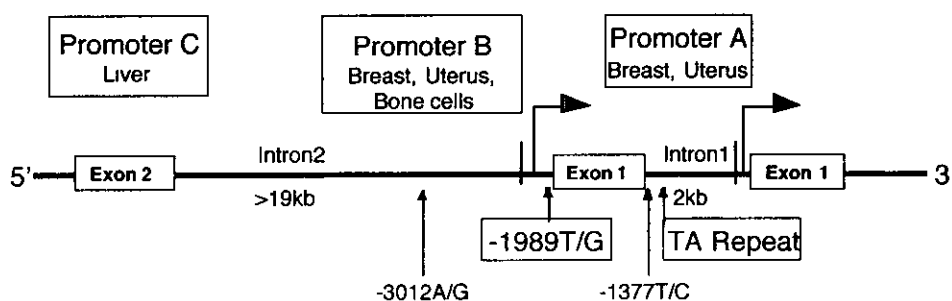 Promoter C
Liver
Promoter B
Breast, Uterus,
Bone cells
Promoter A
Breast, Uterus
5'
Exon 2
Intron2
>19kb
Exon 1
Intron1
2kb
Exon 1
3
-1989T/G
TA Repeat
-3012A/G
-1377T/C